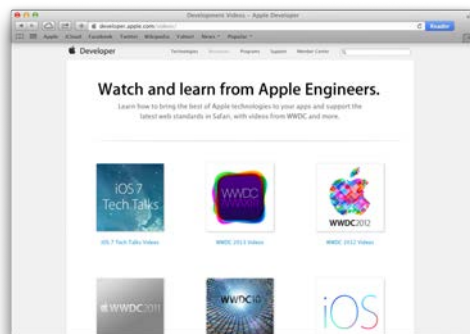 Development Videos – Apple Developer
developer.apple.com/videos/
Reader
Apple iCloud Facebook Twitter Wikipedia Yahoo! News Popular
Developer
Technologies Resources Programs Support Member Center
Watch and learn from Apple Engineers.
Learn how to bring the best of Apple technologies to your apps and support the
latest web standards in Safari, with videos from WWDC and more.
iOS 7
Tech Talks
WWDC
WWDC2012
iOS 7 Tech Talks Videos
WWDC 2013 Videos
WWDC 2012 Videos
WWDC2011
WWDC10
iOS